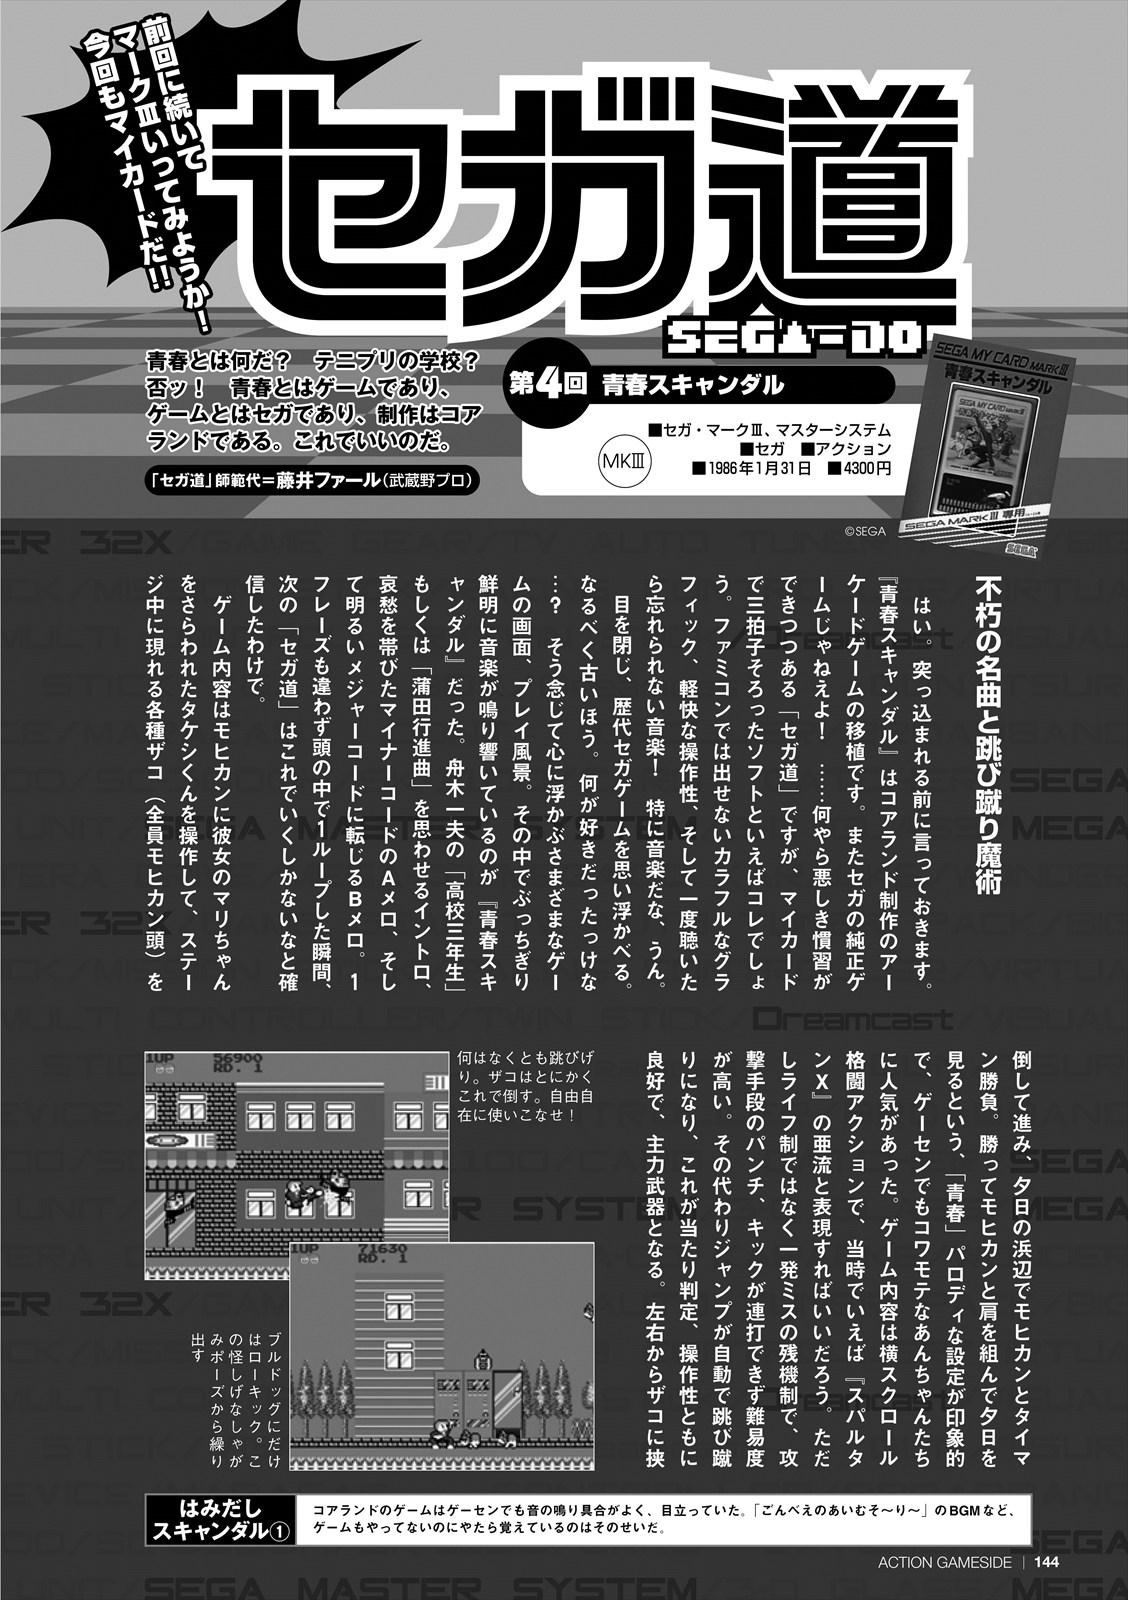 前回に続いて
マークⅢいってみようか！
今回もマイカードだ!!
セガ道
SEGA-DO
青春とは何だ？　テニプリの学校？
否ッ！　青春とはゲームであり、
ゲームとはセガであり、制作はコア
ランドである。これでいいのだ。
「セガ道」師範代＝藤井ファール（武蔵野プロ）
第4回 青春スキャンダル
■セガ・マークⅢ、マスターシステム
■セガ　■アクション
■1986年1月31日　■4300円
MKⅢ
SEGA MY CARD MARKⅢ
青春スキャンダル
SEGA MARKⅢ 専用
SEGA
©SEGA
不朽の名曲と跳び蹴り魔術
　はい。突っ込まれる前に言っておきます。
『青春スキャンダル』はコアランド制作のアー
ケードゲームの移植です。またセガの純正ゲ
ームじゃねえよ！　……何やら悪しき慣習が
できつつある「セガ道」ですが、マイカード
で三拍子そろったソフトといえばコレでしょ
う。ファミコンでは出せないカラフルなグラ
フィック、軽快な操作性、そして一度聴いた
ら忘れられない音楽！　特に音楽だな、うん。
　目を閉じ、歴代セガゲームを思い浮かべる。
なるべく古いほう。何が好きだったっけな
…？　そう念じて心に浮かぶさまざまなゲー
ムの画面、プレイ風景。その中でぶっちぎり
鮮明に音楽が鳴り響いているのが『青春スキ
ャンダル』だった。舟木一夫の「高校三年生」
もしくは「蒲田行進曲」を思わせるイントロ、
哀愁を帯びたマイナーコードのAメロ、そし
て明るいメジャーコードに転じるBメロ。1
フレーズも違わず頭の中で1ループした瞬間、
次の「セガ道」はこれでいくしかないなと確
信したわけで。
　ゲーム内容はモヒカンに彼女のマリちゃん
をさらわれたタケシくんを操作して、ステー
ジ中に現れる各種ザコ（全員モヒカン頭）を
倒して進み、夕日の浜辺でモヒカンとタイマ
ン勝負。勝ってモヒカンと肩を組んで夕日を
見るという、「青春」パロディな設定が印象的
で、ゲーセンでもコワモテなあんちゃんたち
に人気があった。ゲーム内容は横スクロール
格闘アクションで、当時でいえば『スパルタ
ンX』の亜流と表現すればいいだろう。ただ
しライフ制ではなく一発ミスの残機制で、攻
撃手段のパンチ、キックが連打できず難易度
が高い。その代わりジャンプが自動で跳び蹴
りになり、これが当たり判定、操作性ともに
良好で、主力武器となる。左右からザコに挟
1UP 56900
RD. 1
何はなくとも跳びげ
り。ザコはとにかく
これで倒す。自由自
在に使いこなせ！
1UP 71630
RD. 1
ブルドッグにだけ
はローキック。こ
の怪しげなしゃが
みポーズから繰り
出す
はみだし
スキャンダル①
コアランドのゲームはゲーセンでも音の鳴り具合がよく、目立っていた。「ごんべえのあいむそ〜り〜」のBGMなど、
ゲームもやってないのにやたら覚えているのはそのせいだ。
ACTION GAMESIDE | 144